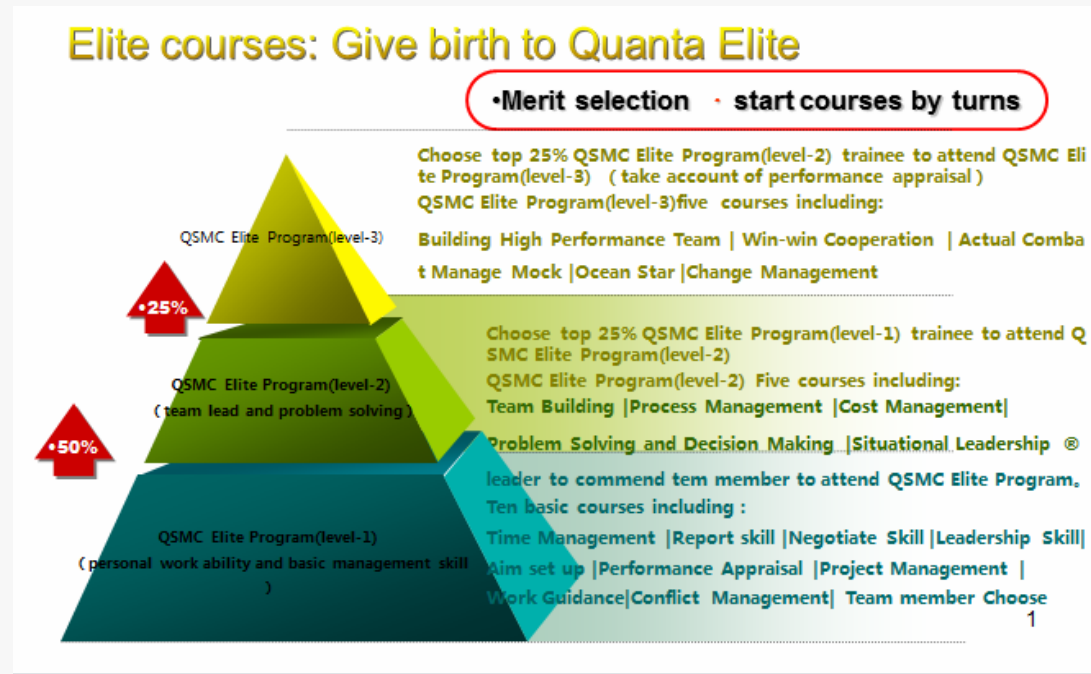 Elite courses: Give birth to Quanta Elite
•Merit selection · start courses by turns
Choose top 25% QSMC Elite Program(level-2) trainee to attend QSMC Eli
te Program(level-3) ( take account of performance appraisal )
QSMC Elite Program(level-3)five courses including:
Building High Performance Team | Win-win Cooperation | Actual Comba
t Manage Mock |Ocean Star |Change Management
QSMC Elite Program(level-3)
•25%
Choose top 25% QSMC Elite Program(level-1) trainee to attend Q
SMC Elite Program(level-2)
QSMC Elite Program(level-2) Five courses including:
Team Building |Process Management |Cost Management|
Problem Solving and Decision Making |Situational Leadership ®
QSMC Elite Program(level-2)
( team lead and problem solving )
•50%
leader to commend tem member to attend QSMC Elite Program。
Ten basic courses including :
Time Management |Report skill |Negotiate Skill |Leadership Skill|
Aim set up |Performance Appraisal |Project Management |
Work Guidance|Conflict Management| Team member Choose
QSMC Elite Program(level-1)
( personal work ability and basic management skill
)
1